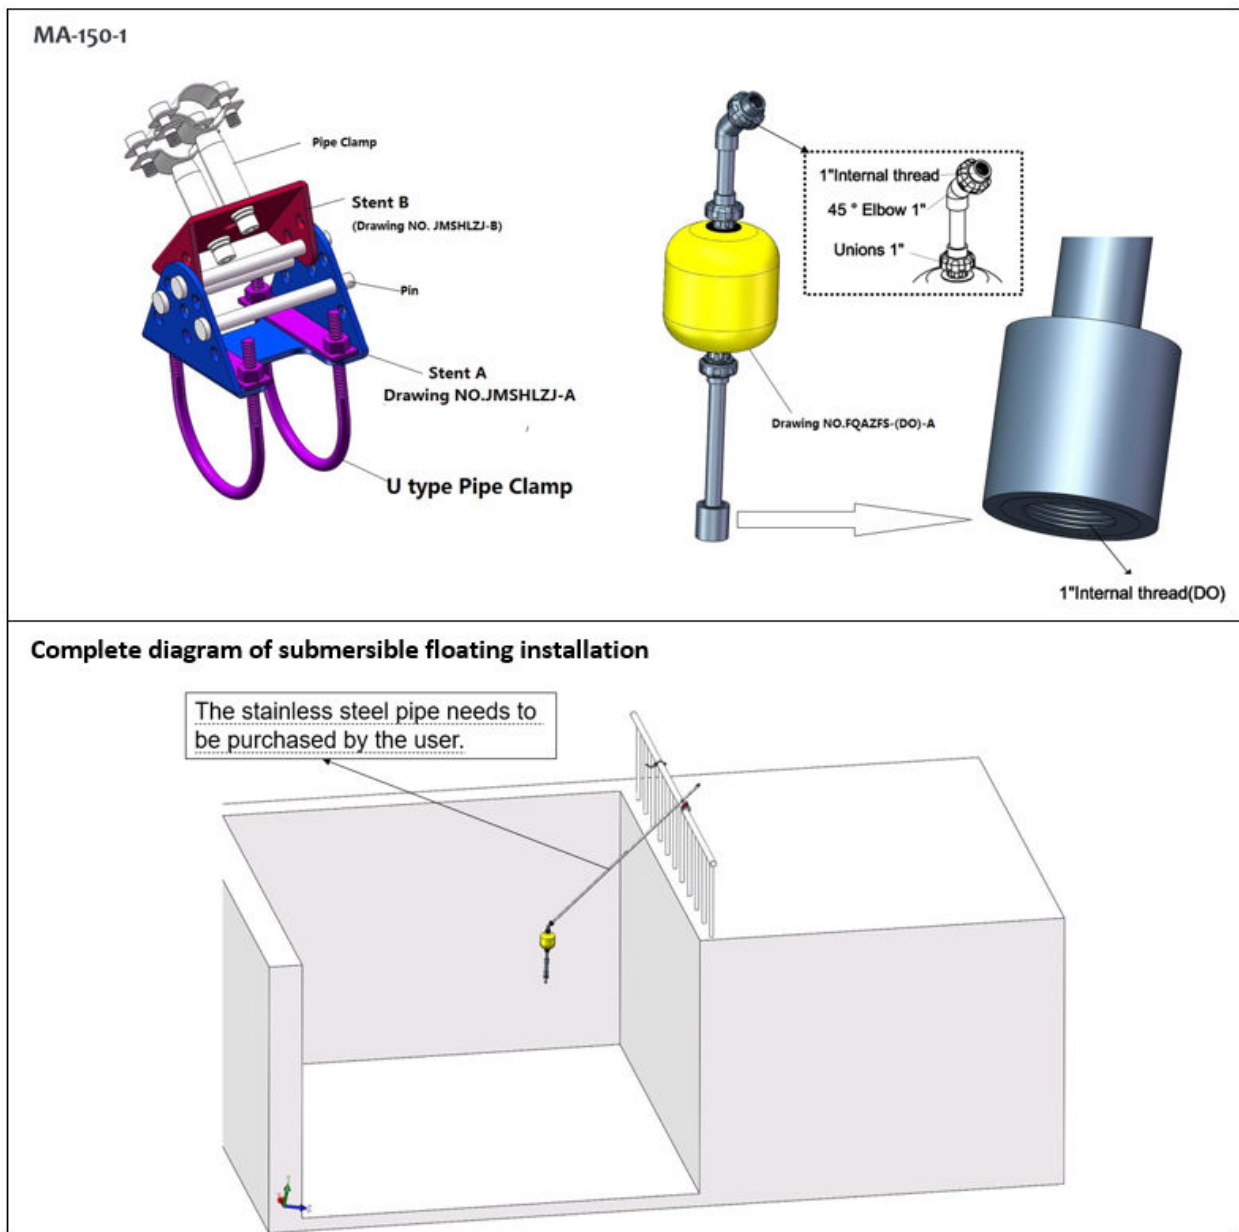 MA-150-1
Pipe Clamp
Stent B
(Drawing NO. JMSHLZJ-B)
Pin
Stent A
Drawing NO.JMSHLZJ-A
U type Pipe Clamp
1"Internal thread
45 ° Elbow 1"
Unions 1"
Drawing NO.FQAZFS-(DO)-A
1"Internal thread(DO)
Complete diagram of submersible floating installation
The stainless steel pipe needs to
be purchased by the user.